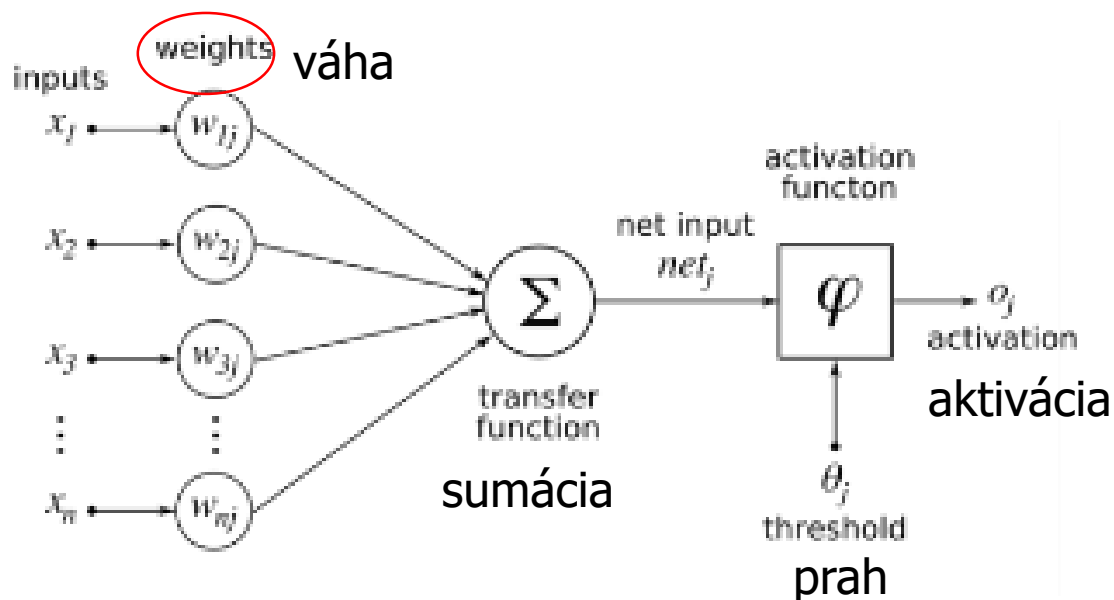 weights
váha
inputs
x₁
w₁ⱼ
x₂
w₂ⱼ
x₃
w₃ⱼ
⋮
⋮
xₙ
wₙⱼ
Σ
transfer
function
sumácia
net input
netⱼ
activation
functon
φ
oⱼ
activation
aktivácia
θⱼ
threshold
prah